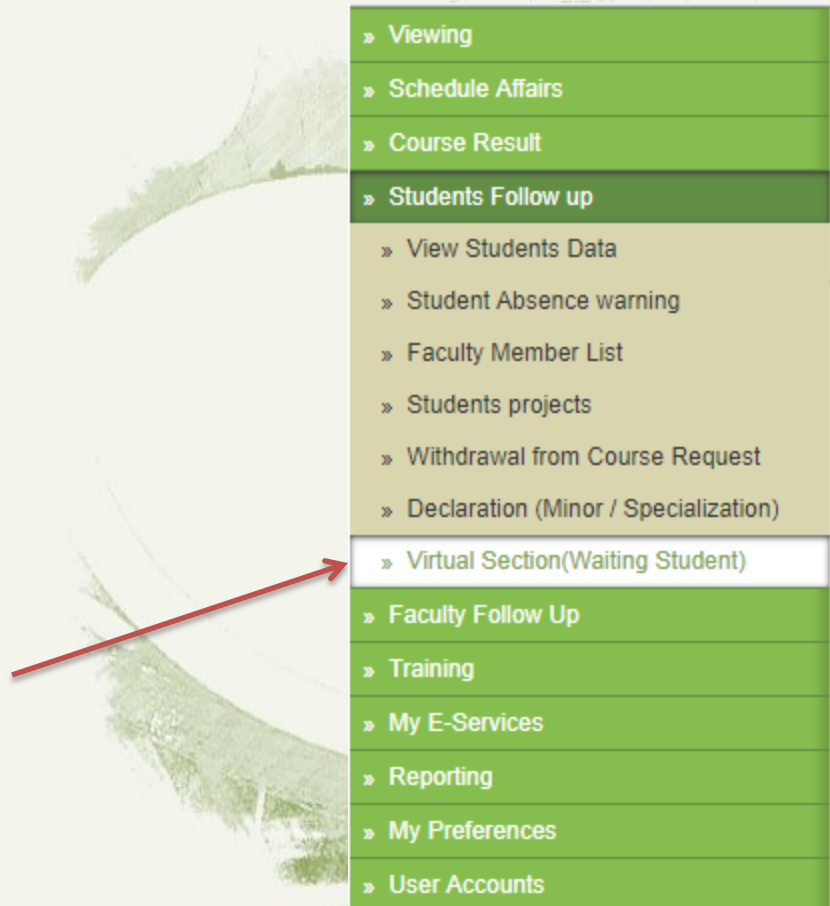 » Viewing
» Schedule Affairs
» Course Result
» Students Follow up
» View Students Data
» Student Absence warning
» Faculty Member List
» Students projects
» Withdrawal from Course Request
» Declaration (Minor / Specialization)
» Virtual Section(Waiting Student)
» Faculty Follow Up
» Training
» My E-Services
» Reporting
» My Preferences
» User Accounts